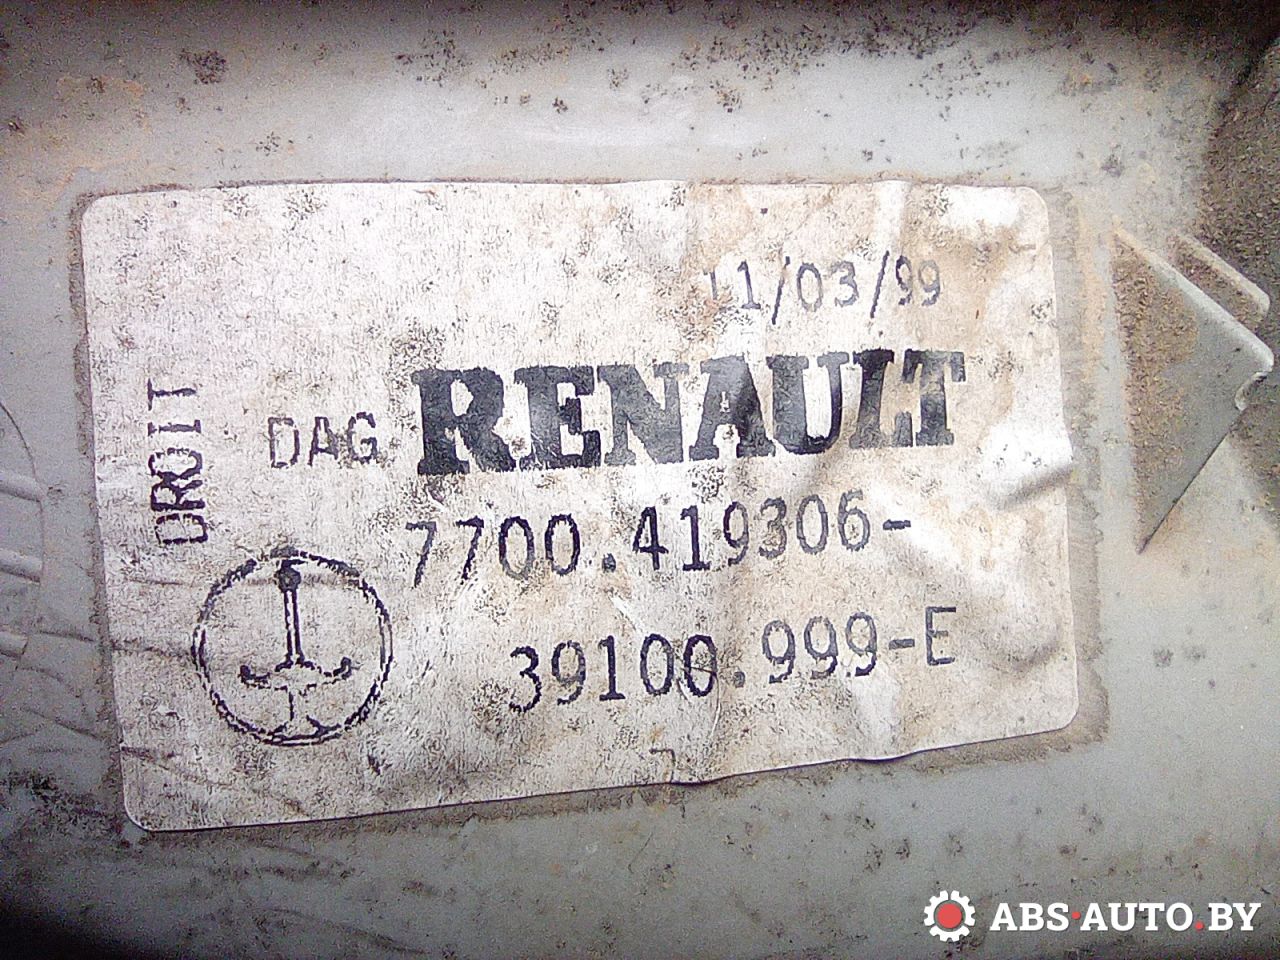 11/03/99
DROIT
DAG RENAULT
7700.419306-
39100.999-E
ABS·AUTO.BY